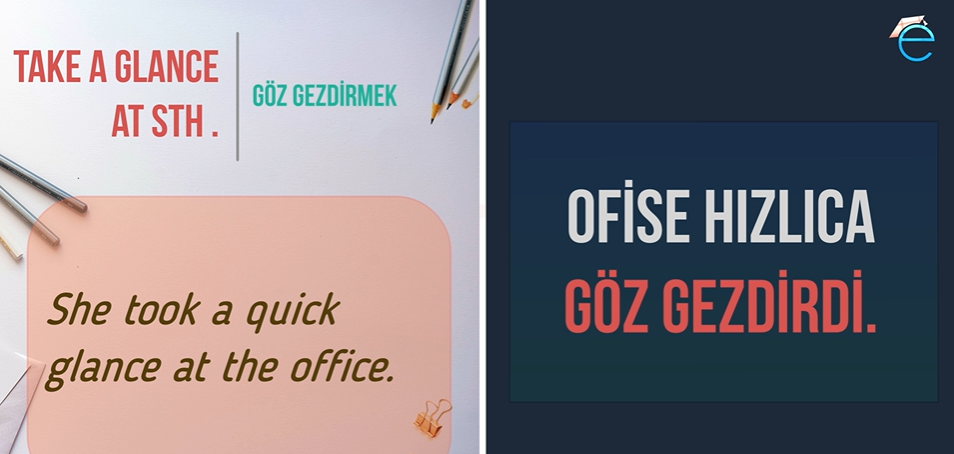 TAKE A GLANCE
AT STH .
GÖZ GEZDİRMEK
She took a quick
glance at the office.
OFİSE HIZLICA
GÖZ GEZDİRDİ.
e